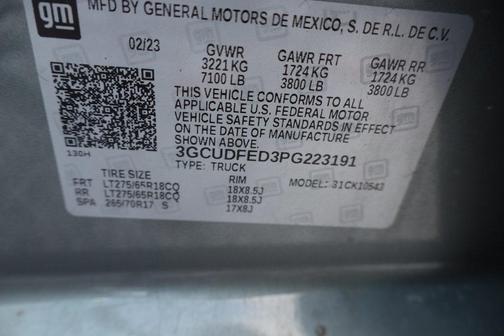 gm
MFD BY GENERAL MOTORS DE MEXICO, S. DE R.L. DE C.V.
02/23 GVWR GAWR FRT GAWR RR
3221 KG 1724 KG 1724 KG
7100 LB 3800 LB 3800 LB
THIS VEHICLE CONFORMS TO ALL
APPLICABLE U.S. FEDERAL MOTOR
VEHICLE SAFETY STANDARDS IN EFFECT
ON THE DATE OF MANUFACTURE
SHOWN ABOVE.
3GCUDFED3PG223191
130H
TYPE: TRUCK MODEL: 31CK10543
TIRE SIZE RIM
FRT LT275/65R18CQ 18X8.5J
RR LT275/65R18CQ 18X8.5J
SPA 265/70R17 S 17X8J